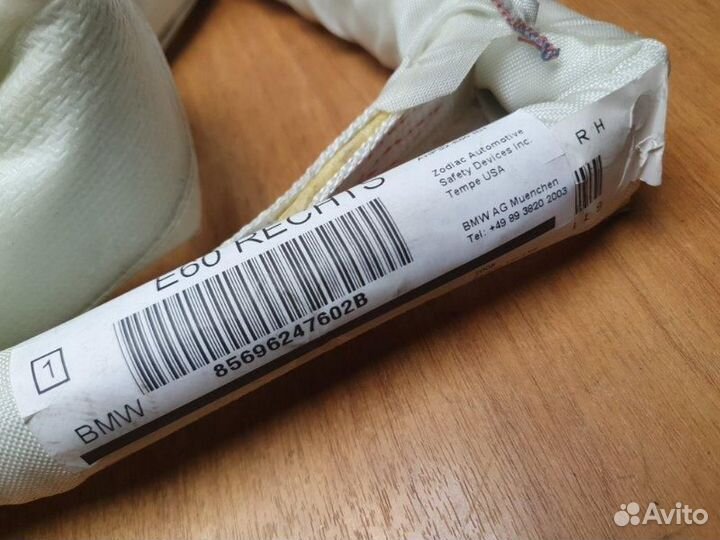 E60 RECHTS
85696247602B
1
BMW
Zodiac Automotive
Safety Devices Inc.
Tempe USA
BMW AG Muenchen
Tel.: +49 89 3820 2003
RH
Avito